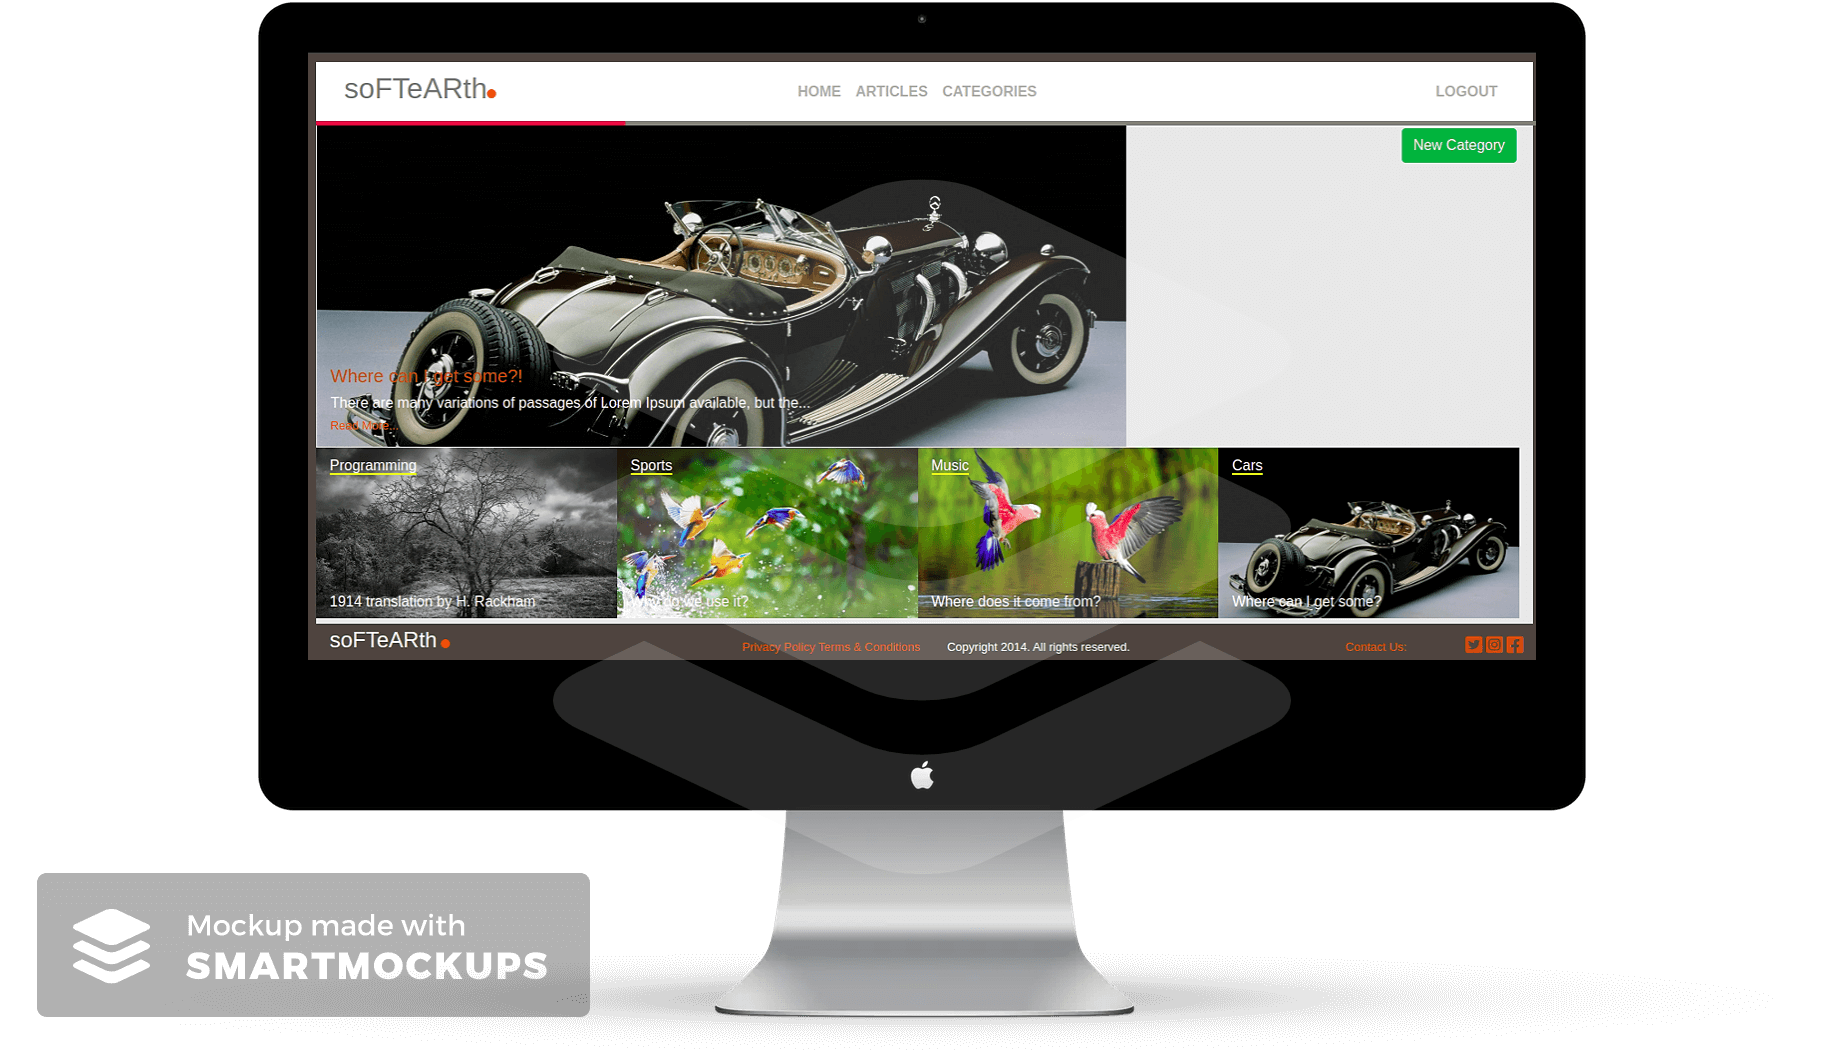 soFTeARth
HOME ARTICLES CATEGORIES
LOGOUT
New Category
Where can I get some?!
There are many variations of passages of Lorem Ipsum available, but the...
Read More...
Programming
Sports
Music
Cars
1914 translation by H. Rackham
Why do we use it?
Where does it come from?
Where can I get some?
soFTeARth
Privacy Policy Terms & Conditions
Copyright 2014. All rights reserved.
Contact Us:
Mockup made with
SMARTMOCKUPS